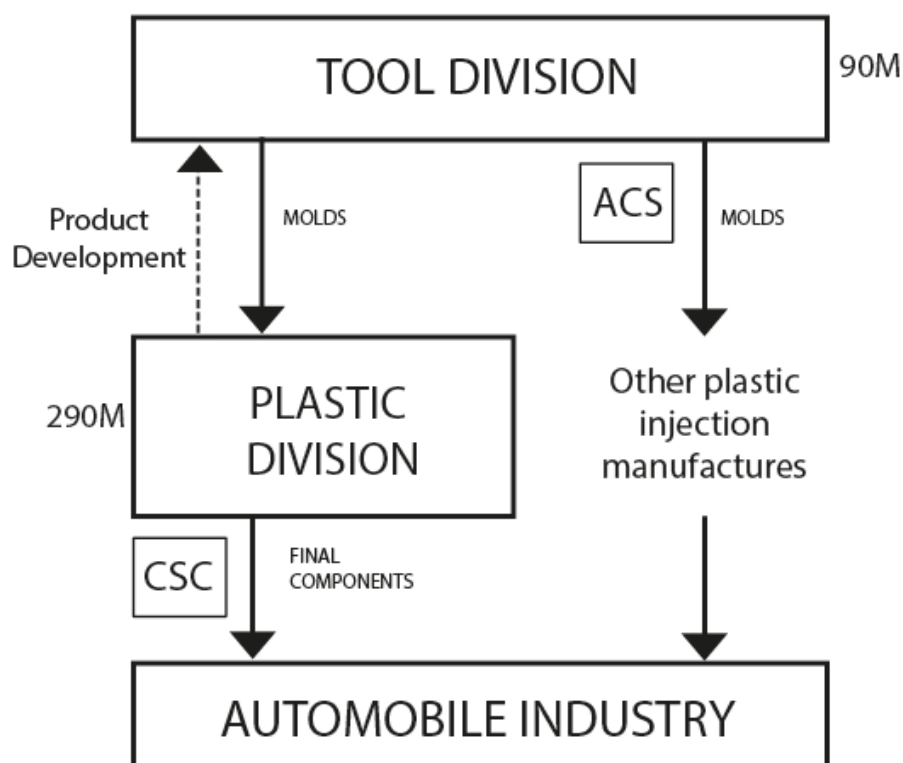 TOOL DIVISION
90M
Product
Development
MOLDS
ACS
MOLDS
290M
PLASTIC
DIVISION
Other plastic
injection
manufactures
CSC
FINAL
COMPONENTS
AUTOMOBILE INDUSTRY